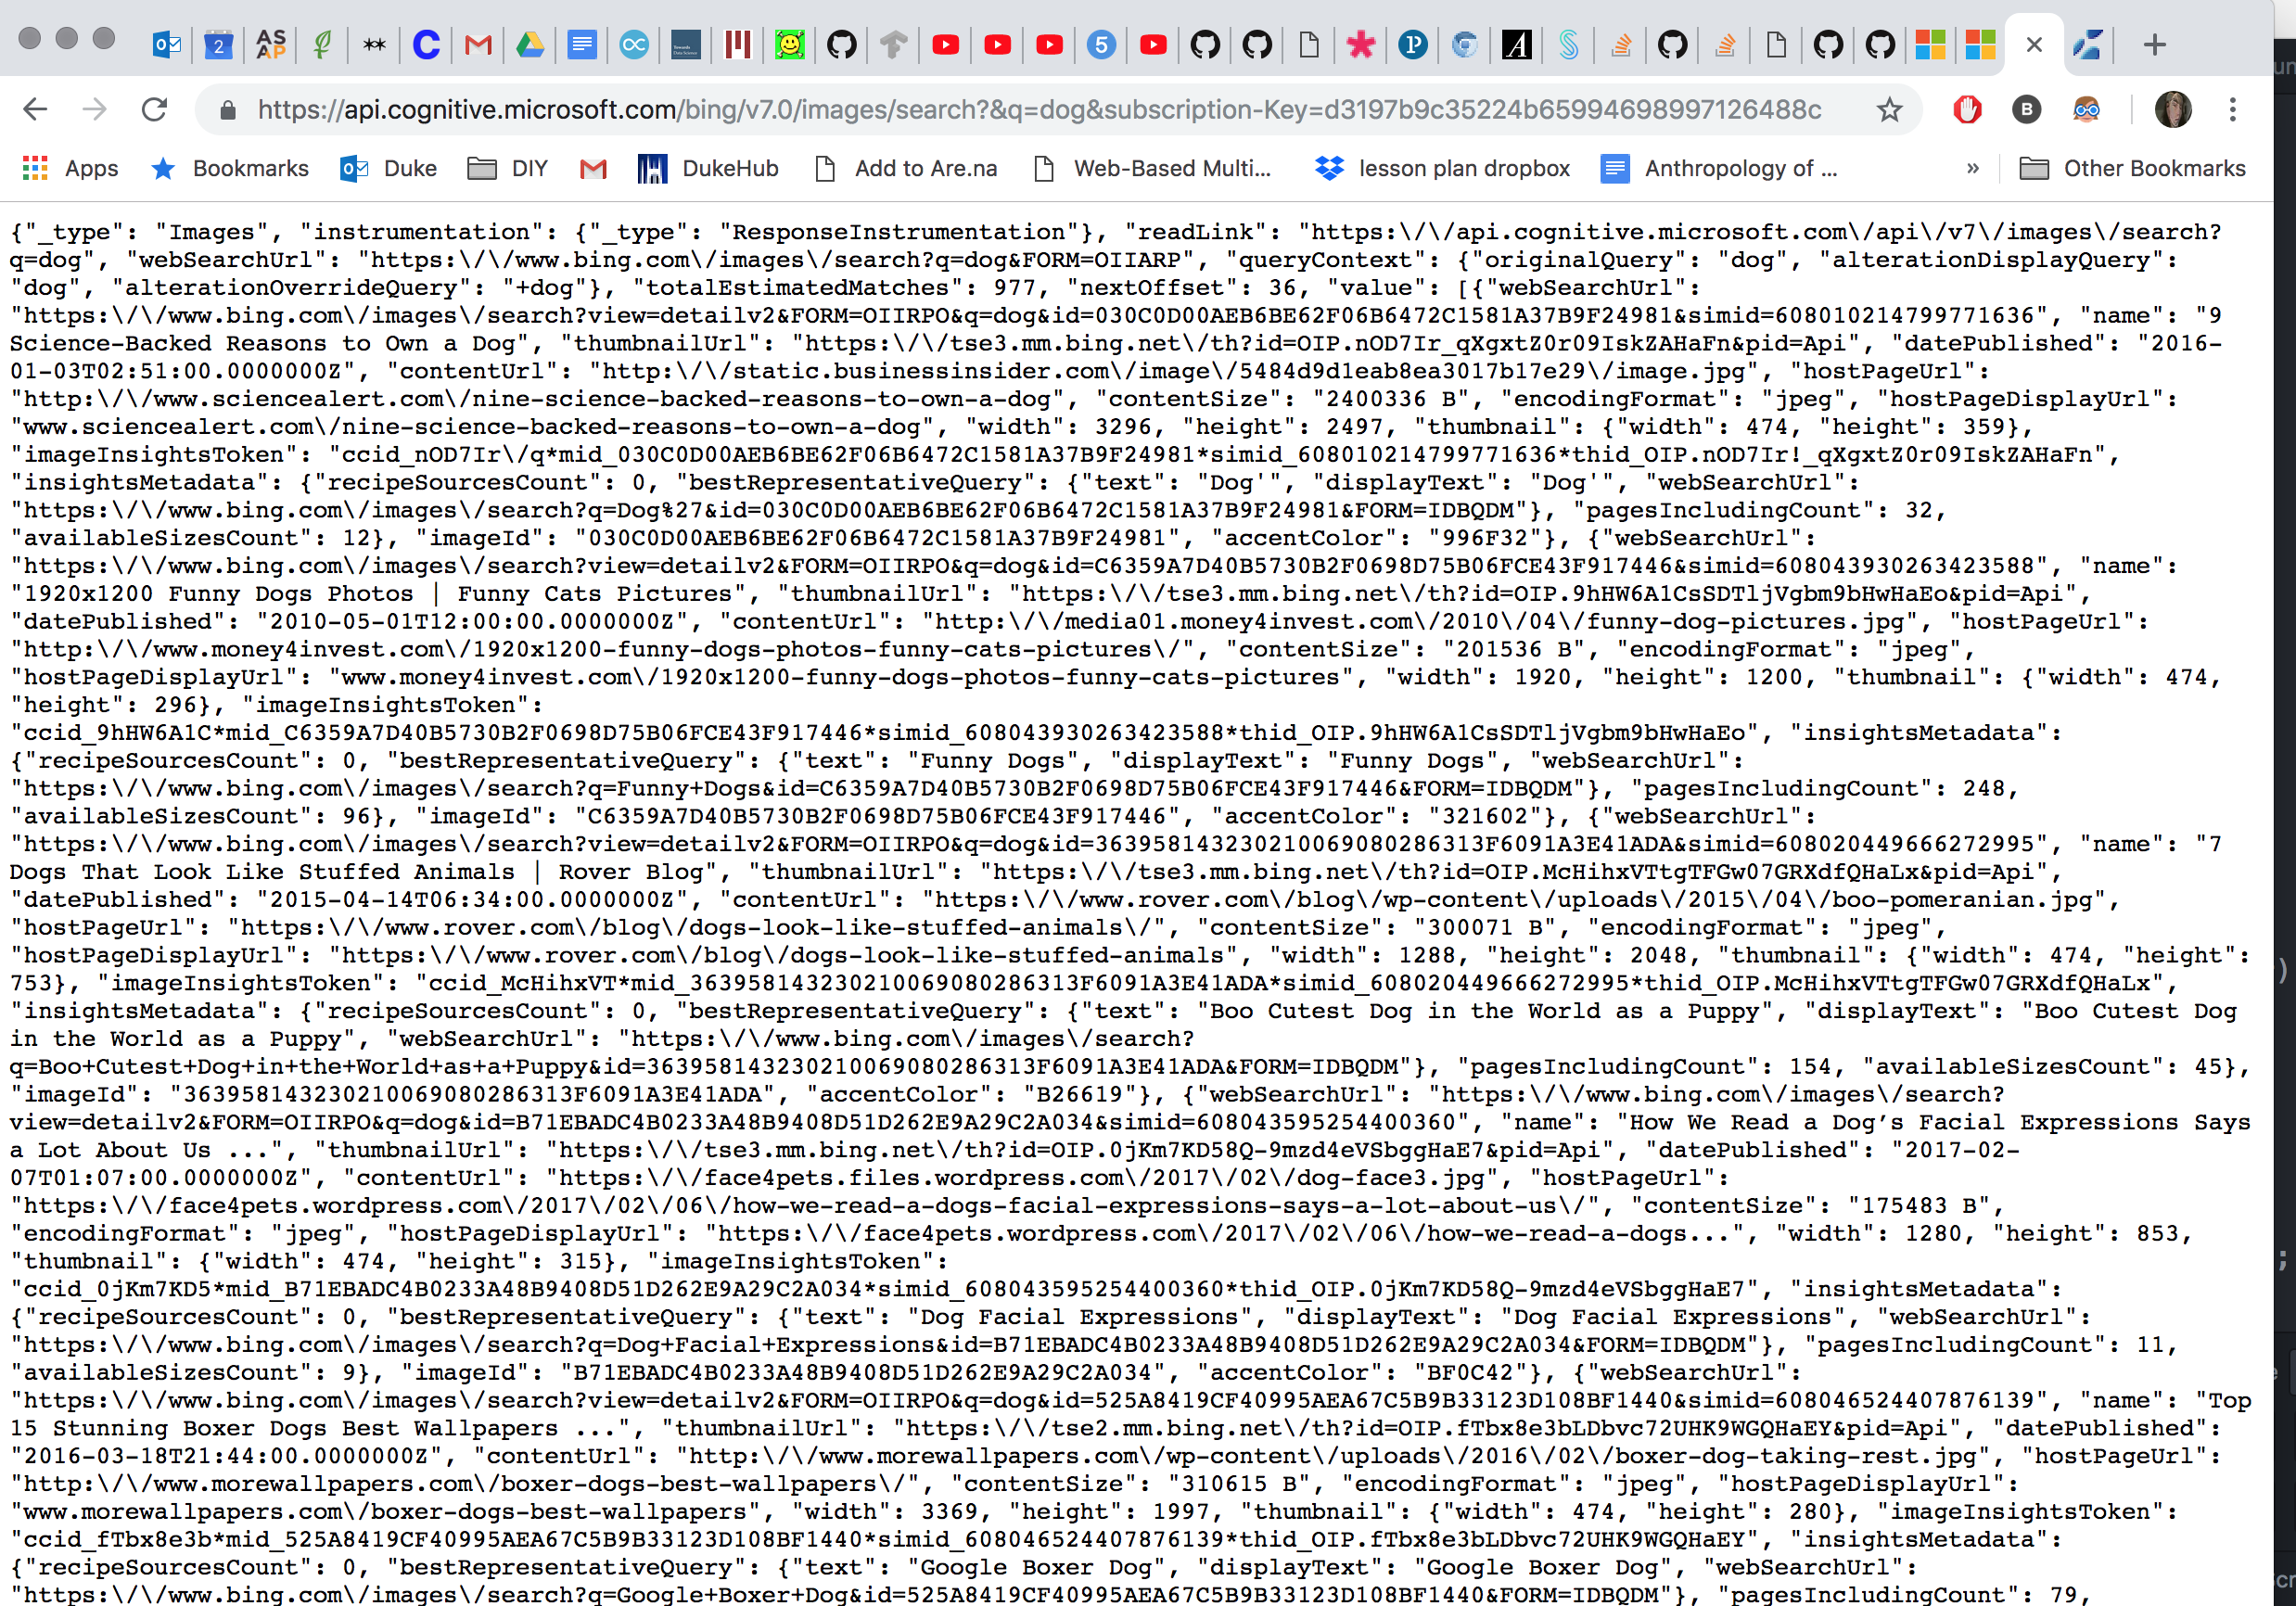 2
AS
AP
5
A
https://api.cognitive.microsoft.com/bing/v7.0/images/search?&q=dog&subscription-Key=d3197b9c35224b65994698997126488c
B
Apps Bookmarks Duke DIY DukeHub Add to Are.na Web-Based Multi... lesson plan dropbox Anthropology of ... » Other Bookmarks
{"_type": "Images", "instrumentation": {"_type": "ResponseInstrumentation"}, "readLink": "https:\/\/api.cognitive.microsoft.com\/api\/v7\/images\/search?
q=dog", "webSearchUrl": "https:\/\/www.bing.com\/images\/search?q=dog&FORM=OIIARP", "queryContext": {"originalQuery": "dog", "alterationDisplayQuery":
"dog", "alterationOverrideQuery": "+dog"}, "totalEstimatedMatches": 977, "nextOffset": 36, "value": [{"webSearchUrl":
"https:\/\/www.bing.com\/images\/search?view=detailv2&FORM=OIIRPO&q=dog&id=030C0D00AEB6BE62F06B6472C1581A37B9F24981&simid=608010214799771636", "name": "9
Science-Backed Reasons to Own a Dog", "thumbnailUrl": "https:\/\/tse3.mm.bing.net\/th?id=OIP.nOD7Ir_qXgxtZ0r09IskZAHaFn&pid=Api", "datePublished": "2016-
01-03T02:51:00.0000000Z", "contentUrl": "http:\/\/static.businessinsider.com\/image\/5484d9d1eab8ea3017b17e29\/image.jpg", "hostPageUrl":
"http:\/\/www.sciencealert.com\/nine-science-backed-reasons-to-own-a-dog", "contentSize": "2400336 B", "encodingFormat": "jpeg", "hostPageDisplayUrl":
"www.sciencealert.com\/nine-science-backed-reasons-to-own-a-dog", "width": 3296, "height": 2497, "thumbnail": {"width": 474, "height": 359},
"imageInsightsToken": "ccid_nOD7Ir\/q*mid_030C0D00AEB6BE62F06B6472C1581A37B9F24981*simid_608010214799771636*thid_OIP.nOD7Ir!_qXgxtZ0r09IskZAHaFn",
"insightsMetadata": {"recipeSourcesCount": 0, "bestRepresentativeQuery": {"text": "Dog'", "displayText": "Dog'", "webSearchUrl":
"https:\/\/www.bing.com\/images\/search?q=Dog%27&id=030C0D00AEB6BE62F06B6472C1581A37B9F24981&FORM=IDBQDM"}, "pagesIncludingCount": 32,
"availableSizesCount": 12}, "imageId": "030C0D00AEB6BE62F06B6472C1581A37B9F24981", "accentColor": "996F32"}, {"webSearchUrl":
"https:\/\/www.bing.com\/images\/search?view=detailv2&FORM=OIIRPO&q=dog&id=C6359A7D40B5730B2F0698D75B06FCE43F917446&simid=608043930263423588", "name":
"1920x1200 Funny Dogs Photos | Funny Cats Pictures", "thumbnailUrl": "https:\/\/tse3.mm.bing.net\/th?id=OIP.9hHW6A1CsSDTljVgbm9bHwHaEo&pid=Api",
"datePublished": "2010-05-01T12:00:00.0000000Z", "contentUrl": "http:\/\/media01.money4invest.com\/2010\/04\/funny-dog-pictures.jpg", "hostPageUrl":
"http:\/\/www.money4invest.com\/1920x1200-funny-dogs-photos-funny-cats-pictures\/", "contentSize": "201536 B", "encodingFormat": "jpeg",
"hostPageDisplayUrl": "www.money4invest.com\/1920x1200-funny-dogs-photos-funny-cats-pictures", "width": 1920, "height": 1200, "thumbnail": {"width": 474,
"height": 296}, "imageInsightsToken":
"ccid_9hHW6A1C*mid_C6359A7D40B5730B2F0698D75B06FCE43F917446*simid_608043930263423588*thid_OIP.9hHW6A1CsSDTljVgbm9bHwHaEo", "insightsMetadata":
{"recipeSourcesCount": 0, "bestRepresentativeQuery": {"text": "Funny Dogs", "displayText": "Funny Dogs", "webSearchUrl":
"https:\/\/www.bing.com\/images\/search?q=Funny+Dogs&id=C6359A7D40B5730B2F0698D75B06FCE43F917446&FORM=IDBQDM"}, "pagesIncludingCount": 248,
"availableSizesCount": 96}, "imageId": "C6359A7D40B5730B2F0698D75B06FCE43F917446", "accentColor": "321602"}, {"webSearchUrl":
"https:\/\/www.bing.com\/images\/search?view=detailv2&FORM=OIIRPO&q=dog&id=363958143230210069080286313F6091A3E41ADA&simid=608020449666272995", "name": "7
Dogs That Look Like Stuffed Animals | Rover Blog", "thumbnailUrl": "https:\/\/tse3.mm.bing.net\/th?id=OIP.McHihxVTtgTFGw07GRXdfQHaLx&pid=Api",
"datePublished": "2015-04-14T06:34:00.0000000Z", "contentUrl": "https:\/\/www.rover.com\/blog\/wp-content\/uploads\/2015\/04\/boo-pomeranian.jpg",
"hostPageUrl": "https:\/\/www.rover.com\/blog\/dogs-look-like-stuffed-animals\/", "contentSize": "300071 B", "encodingFormat": "jpeg",
"hostPageDisplayUrl": "https:\/\/www.rover.com\/blog\/dogs-look-like-stuffed-animals", "width": 1288, "height": 2048, "thumbnail": {"width": 474, "height":
753}, "imageInsightsToken": "ccid_McHihxVT*mid_363958143230210069080286313F6091A3E41ADA*simid_608020449666272995*thid_OIP.McHihxVTtgTFGw07GRXdfQHaLx",
"insightsMetadata": {"recipeSourcesCount": 0, "bestRepresentativeQuery": {"text": "Boo Cutest Dog in the World as a Puppy", "displayText": "Boo Cutest Dog
in the World as a Puppy", "webSearchUrl": "https:\/\/www.bing.com\/images\/search?
q=Boo+Cutest+Dog+in+the+World+as+a+Puppy&id=363958143230210069080286313F6091A3E41ADA&FORM=IDBQDM"}, "pagesIncludingCount": 154, "availableSizesCount": 45},
"imageId": "363958143230210069080286313F6091A3E41ADA", "accentColor": "B26619"}, {"webSearchUrl": "https:\/\/www.bing.com\/images\/search?
view=detailv2&FORM=OIIRPO&q=dog&id=B71EBADC4B0233A48B9408D51D262E9A29C2A034&simid=608043595254400360", "name": "How We Read a Dog’s Facial Expressions Says
a Lot About Us ...", "thumbnailUrl": "https:\/\/tse3.mm.bing.net\/th?id=OIP.0jKm7KD58Q-9mzd4eVSbggHaE7&pid=Api", "datePublished": "2017-02-
07T01:07:00.0000000Z", "contentUrl": "https:\/\/face4pets.files.wordpress.com\/2017\/02\/dog-face3.jpg", "hostPageUrl":
"https:\/\/face4pets.wordpress.com\/2017\/02\/06\/how-we-read-a-dogs-facial-expressions-says-a-lot-about-us\/", "contentSize": "175483 B",
"encodingFormat": "jpeg", "hostPageDisplayUrl": "https:\/\/face4pets.wordpress.com\/2017\/02\/06\/how-we-read-a-dogs...", "width": 1280, "height": 853,
"thumbnail": {"width": 474, "height": 315}, "imageInsightsToken":
"ccid_0jKm7KD5*mid_B71EBADC4B0233A48B9408D51D262E9A29C2A034*simid_608043595254400360*thid_OIP.0jKm7KD58Q-9mzd4eVSbggHaE7", "insightsMetadata":
{"recipeSourcesCount": 0, "bestRepresentativeQuery": {"text": "Dog Facial Expressions", "displayText": "Dog Facial Expressions", "webSearchUrl":
"https:\/\/www.bing.com\/images\/search?q=Dog+Facial+Expressions&id=B71EBADC4B0233A48B9408D51D262E9A29C2A034&FORM=IDBQDM"}, "pagesIncludingCount": 11,
"availableSizesCount": 9}, "imageId": "B71EBADC4B0233A48B9408D51D262E9A29C2A034", "accentColor": "BF0C42"}, {"webSearchUrl":
"https:\/\/www.bing.com\/images\/search?view=detailv2&FORM=OIIRPO&q=dog&id=525A8419CF40995AEA67C5B9B33123D108BF1440&simid=608046524407876139", "name": "Top
15 Stunning Boxer Dogs Best Wallpapers ...", "thumbnailUrl": "https:\/\/tse2.mm.bing.net\/th?id=OIP.fTbx8e3bLDbvc72UHK9WGQHaEY&pid=Api", "datePublished":
"2016-03-18T21:44:00.0000000Z", "contentUrl": "http:\/\/www.morewallpapers.com\/wp-content\/uploads\/2016\/02\/boxer-dog-taking-rest.jpg", "hostPageUrl":
"http:\/\/www.morewallpapers.com\/boxer-dogs-best-wallpapers\/", "contentSize": "310615 B", "encodingFormat": "jpeg", "hostPageDisplayUrl":
"www.morewallpapers.com\/boxer-dogs-best-wallpapers", "width": 3369, "height": 1997, "thumbnail": {"width": 474, "height": 280}, "imageInsightsToken":
"ccid_fTbx8e3b*mid_525A8419CF40995AEA67C5B9B33123D108BF1440*simid_608046524407876139*thid_OIP.fTbx8e3bLDbvc72UHK9WGQHaEY", "insightsMetadata":
{"recipeSourcesCount": 0, "bestRepresentativeQuery": {"text": "Google Boxer Dog", "displayText": "Google Boxer Dog", "webSearchUrl":
"https:\/\/www.bing.com\/images\/search?q=Google+Boxer+Dog&id=525A8419CF40995AEA67C5B9B33123D108BF1440&FORM=IDBQDM"}, "pagesIncludingCount": 79,